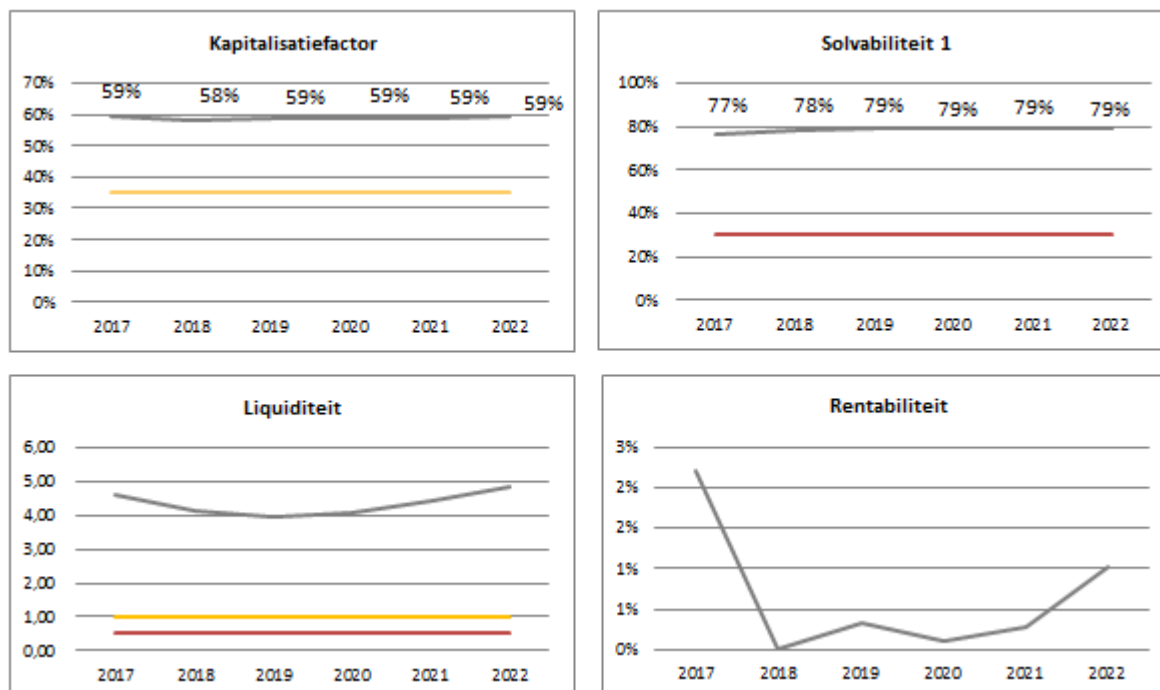 Kapitalisatiefactor
70%
60%
50%
40%
30%
20%
10%
0%
59% 58% 59% 59% 59% 59%
2017 2018 2019 2020 2021 2022
Solvabiliteit 1
100%
80%
60%
40%
20%
0%
77% 78% 79% 79% 79% 79%
2017 2018 2019 2020 2021 2022
Liquiditeit
6,00
5,00
4,00
3,00
2,00
1,00
0,00
2017 2018 2019 2020 2021 2022
Rentabiliteit
3%
2%
2%
1%
1%
0%
2017 2018 2019 2020 2021 2022